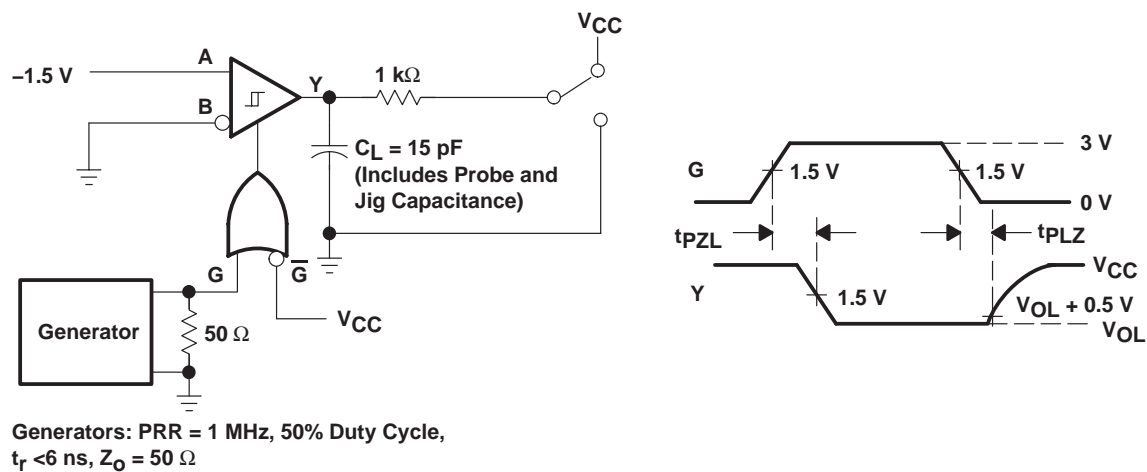 VCC
A
–1.5 V
Y
1 kΩ
B
CL = 15 pF
(Includes Probe and
Jig Capacitance)
G
G
Generator
50 Ω
VCC
Generators: PRR = 1 MHz, 50% Duty Cycle,
tr <6 ns, ZO = 50 Ω
3 V
G
1.5 V
1.5 V
0 V
tPZL
tPLZ
VCC
Y
1.5 V
VOL + 0.5 V
VOL